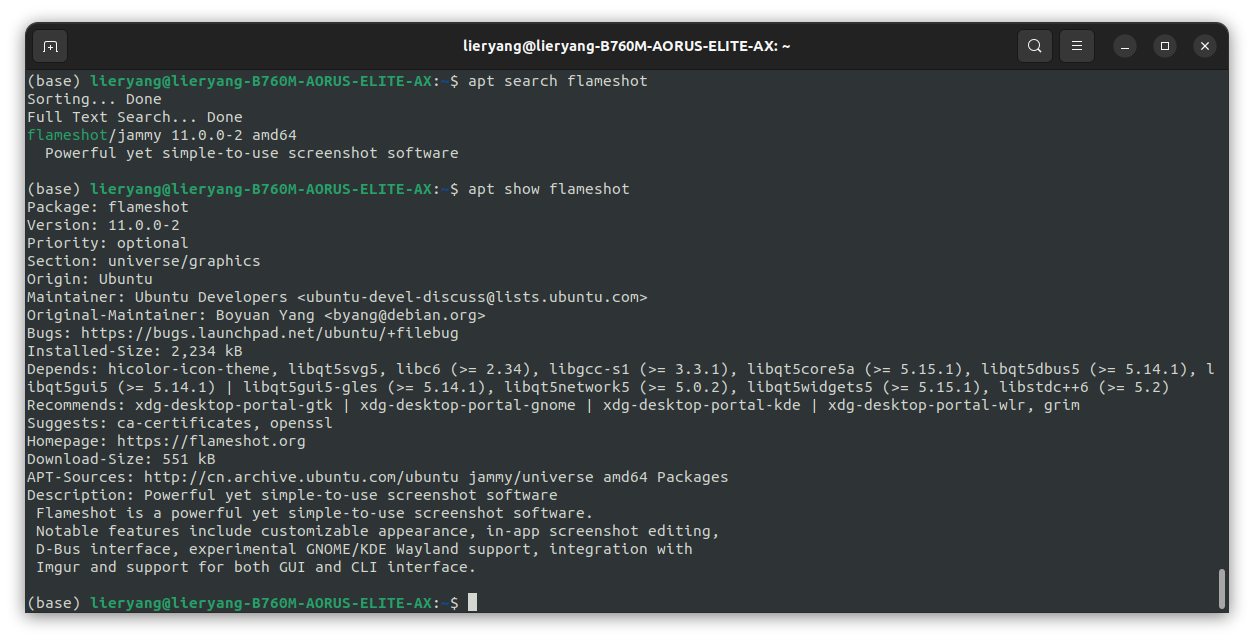 lieryang@lieryang-B760M-AORUS-ELITE-AX: ~
(base) lieryang@lieryang-B760M-AORUS-ELITE-AX:~$ apt search flameshot
Sorting... Done
Full Text Search... Done
flameshot/jammy 11.0.0-2 amd64
  Powerful yet simple-to-use screenshot software
(base) lieryang@lieryang-B760M-AORUS-ELITE-AX:~$ apt show flameshot
Package: flameshot
Version: 11.0.0-2
Priority: optional
Section: universe/graphics
Origin: Ubuntu
Maintainer: Ubuntu Developers <ubuntu-devel-discuss@lists.ubuntu.com>
Original-Maintainer: Boyuan Yang <byang@debian.org>
Bugs: https://bugs.launchpad.net/ubuntu/+filebug
Installed-Size: 2,234 kB
Depends: hicolor-icon-theme, libqt5svg5, libc6 (>= 2.34), libgcc-s1 (>= 3.3.1), libqt5core5a (>= 5.15.1), libqt5dbus5 (>= 5.14.1), l
ibqt5gui5 (>= 5.14.1) | libqt5gui5-gles (>= 5.14.1), libqt5network5 (>= 5.0.2), libqt5widgets5 (>= 5.15.1), libstdc++6 (>= 5.2)
Recommends: xdg-desktop-portal-gtk | xdg-desktop-portal-gnome | xdg-desktop-portal-kde | xdg-desktop-portal-wlr, grim
Suggests: ca-certificates, openssl
Homepage: https://flameshot.org
Download-Size: 551 kB
APT-Sources: http://cn.archive.ubuntu.com/ubuntu jammy/universe amd64 Packages
Description: Powerful yet simple-to-use screenshot software
 Flameshot is a powerful yet simple-to-use screenshot software.
 Notable features include customizable appearance, in-app screenshot editing,
 D-Bus interface, experimental GNOME/KDE Wayland support, integration with
 Imgur and support for both GUI and CLI interface.
(base) lieryang@lieryang-B760M-AORUS-ELITE-AX:~$